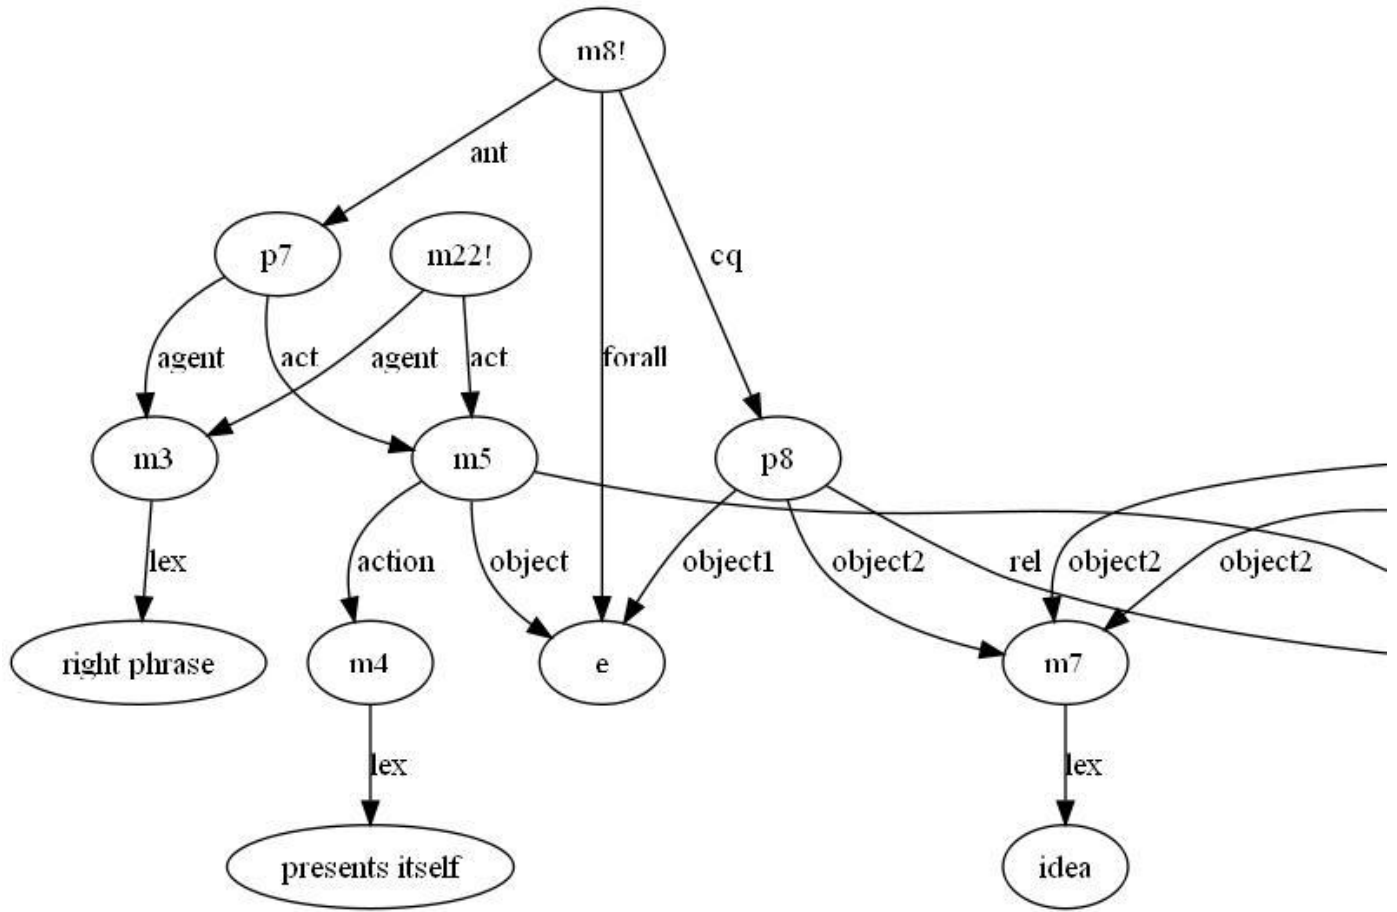 m8!
ant
p7
m22!
cq
agent
act
agent
act
forall
m3
m5
p8
lex
action
object
object1
object2
rel
object2
object2
right phrase
m4
e
m7
lex
lex
presents itself
idea